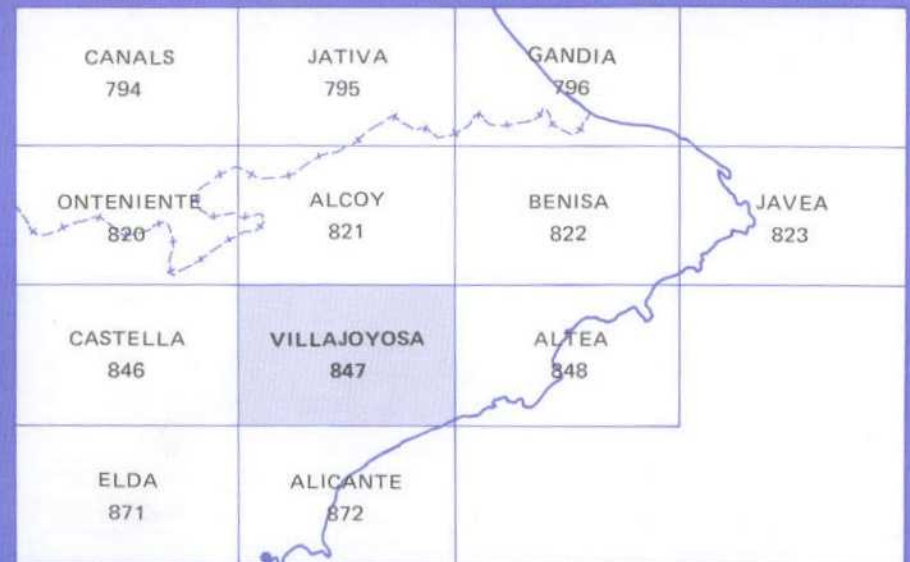 CANALS
794
JATIVA
795
GANDIA
796
ONTENIENTE
820
ALCOY
821
BENISA
822
JAVEA
823
CASTELLA
846
VILLAJOYOSA
847
ALTEA
848
ELDA
871
ALICANTE
872